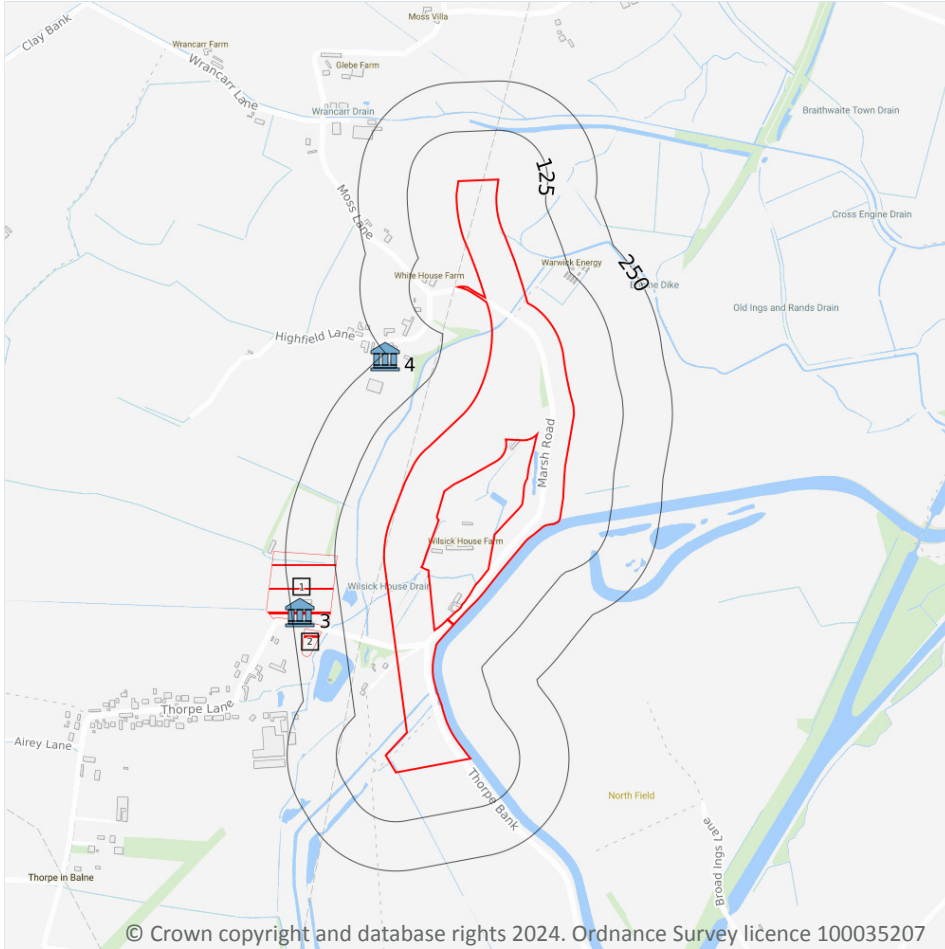 Moss Villa
Clay Bank
Wrancarr Farm
Glebe Farm
Wrancarr Lane
Wrancarr Drain
Braithwaite Town Drain
125
Moss Lane
Cross Engine Drain
White House Farm
Warwick Energy
250
Engine Dike
Old Ings and Rands Drain
Highfield Lane
4
Marsh Road
Wilsick House Farm
1
Wilsick House Drain
3
2
Thorpe Lane
Airey Lane
Thorpe Bank
North Field
Broad Ings Lane
Thorpe in Balne
© Crown copyright and database rights 2024. Ordnance Survey licence 100035207